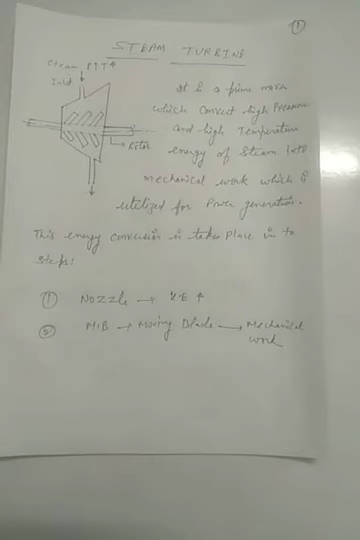 ①
STEAM TURBINE
Steam P↑T↑
Inlet
Rotor
It is a prime mover
which convert high Pressure
and high Temperature
energy of Steam into
mechanical work which is
utilized for Power generation.
This energy conversion is takes Place in to
Steps:
① Nozzle → K.E ↑
② M.B → Moving Blade → Mechanical
work